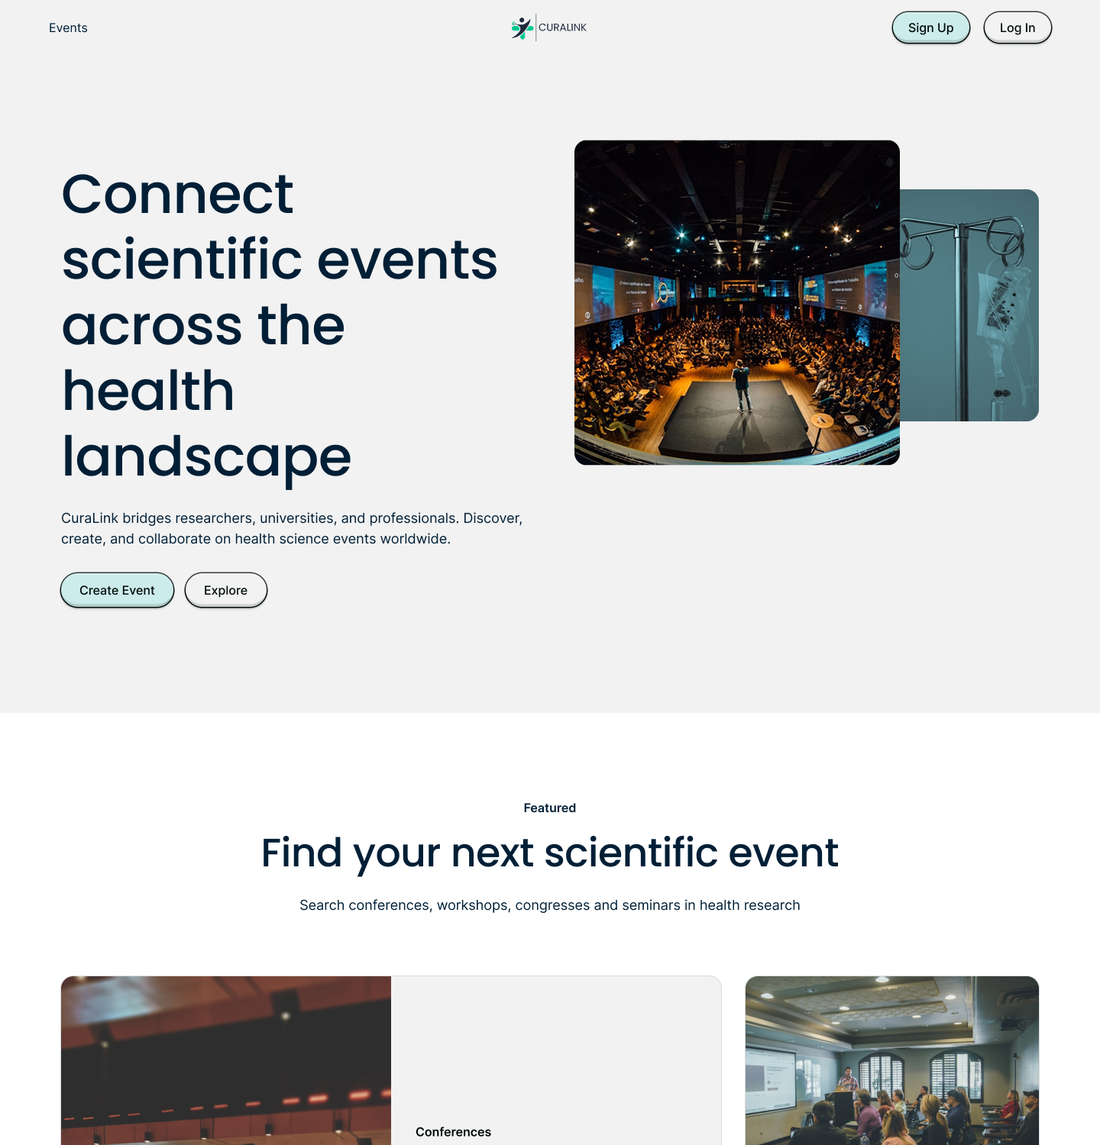 Events
CURALINK
Sign Up
Log In
Connect
scientific events
across the
health
landscape
CuraLink bridges researchers, universities, and professionals. Discover,
create, and collaborate on health science events worldwide.
Create Event
Explore
Featured
Find your next scientific event
Search conferences, workshops, congresses and seminars in health research
Conferences